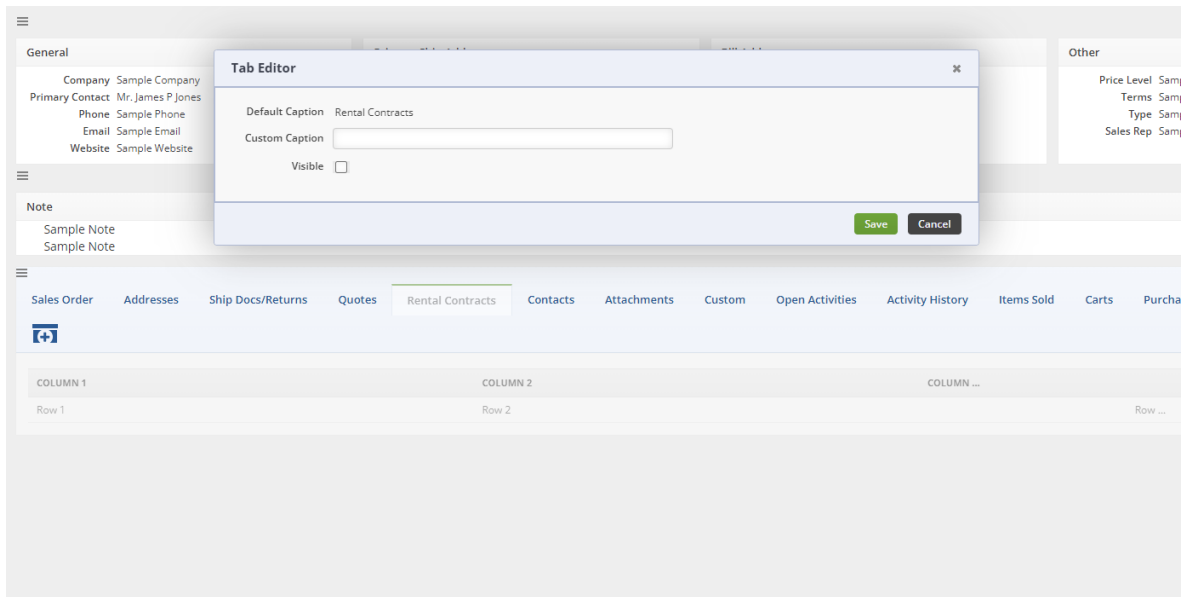 General
Other
Tab Editor
Company Sample Company
Primary Contact Mr. James P Jones
Phone Sample Phone
Email Sample Email
Website Sample Website
Default Caption Rental Contracts
Custom Caption
Visible
Price Level
Terms
Type
Sales Rep
Save Cancel
Note
Sample Note
Sample Note
Sales Order Addresses Ship Docs/Returns Quotes Rental Contracts Contacts Attachments Custom Open Activities Activity History Items Sold Carts
COLUMN 1 COLUMN 2 COLUMN ...
Row 1 Row 2 Row ...